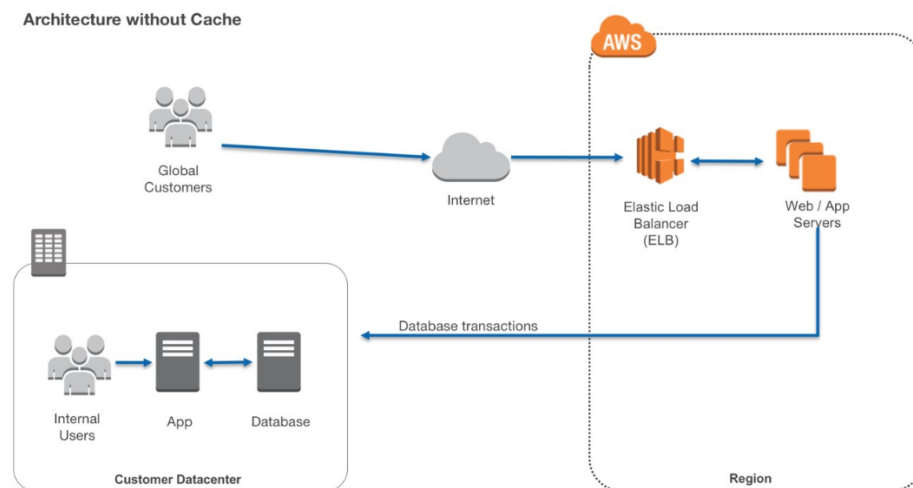 Architecture without Cache
AWS
Global
Customers
Internet
Elastic Load
Balancer
(ELB)
Web / App
Servers
Database transactions
Internal
Users
App
Database
Customer Datacenter
Region